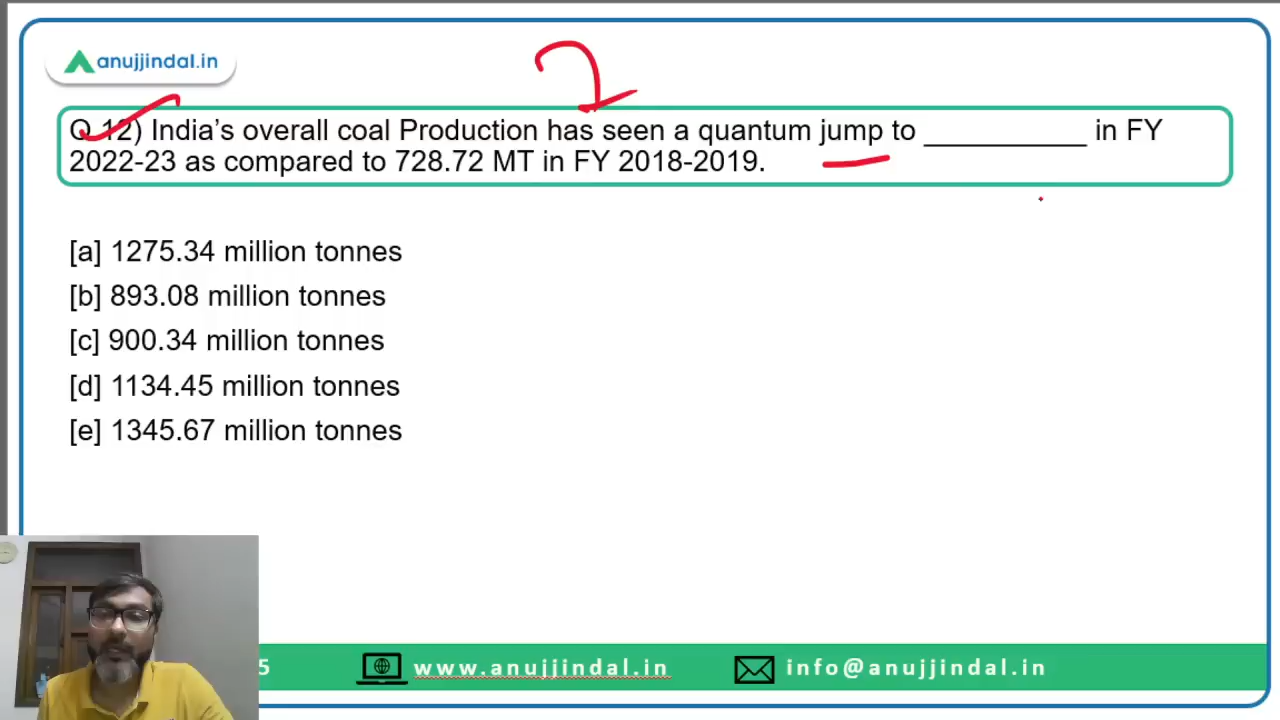 anujjindal.in
Q.12) India’s overall coal Production has seen a quantum jump to __________ in FY
2022-23 as compared to 728.72 MT in FY 2018-2019.
[a] 1275.34 million tonnes
[b] 893.08 million tonnes
[c] 900.34 million tonnes
[d] 1134.45 million tonnes
[e] 1345.67 million tonnes
5 www.anujjindal.in info@anujjindal.in